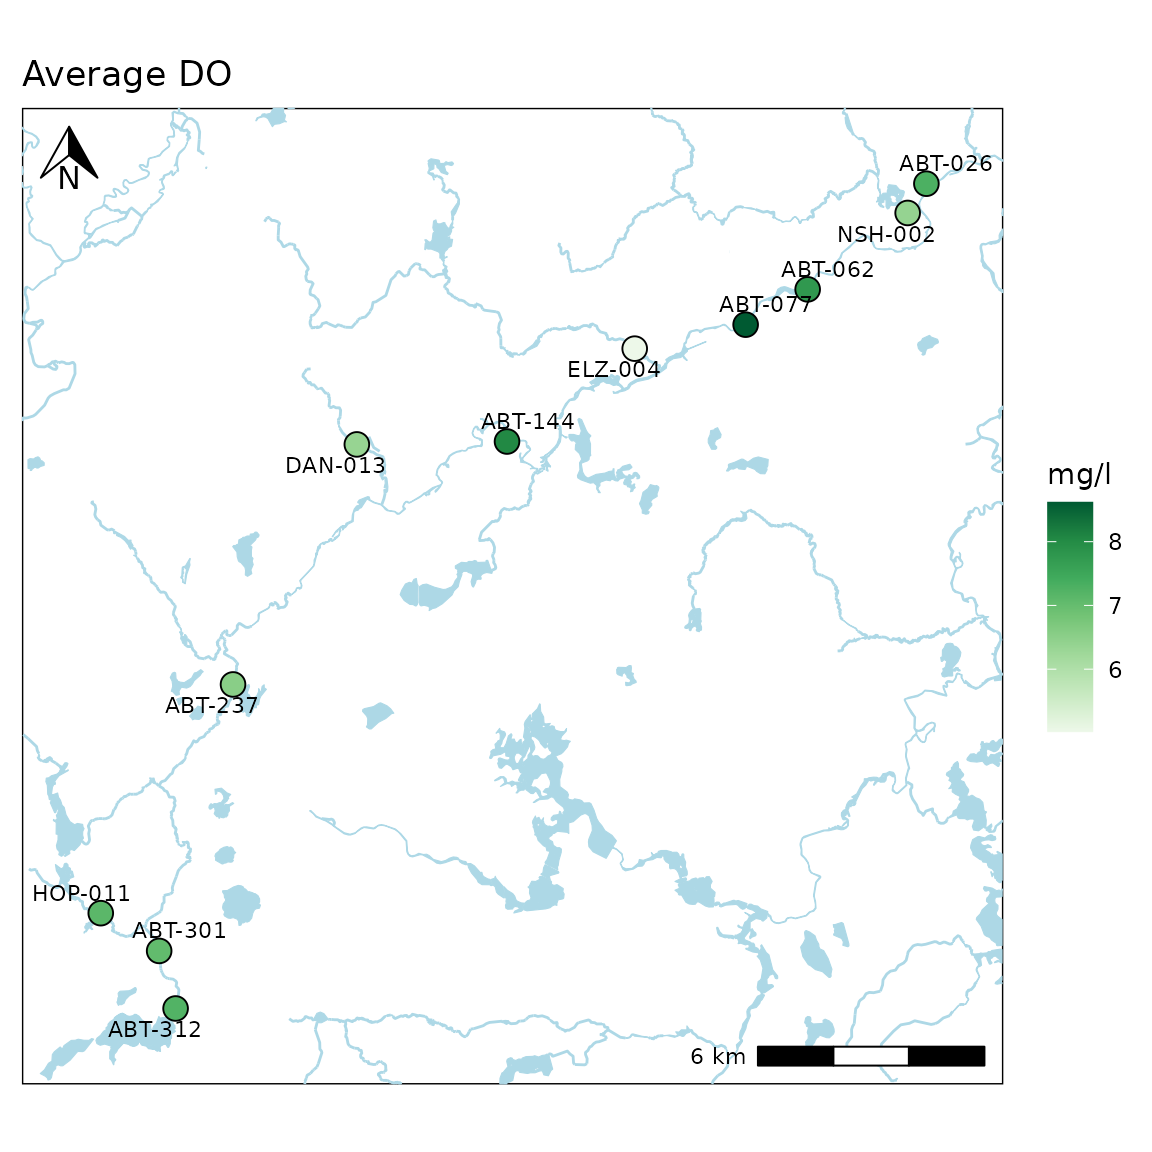 Average DO
N
ABT-026
NSH-002
ABT-062
ABT-077
ELZ-004
ABT-144
DAN-013
mg/l
8
7
6
ABT-237
HOP-011
ABT-301
ABT-312
6 km